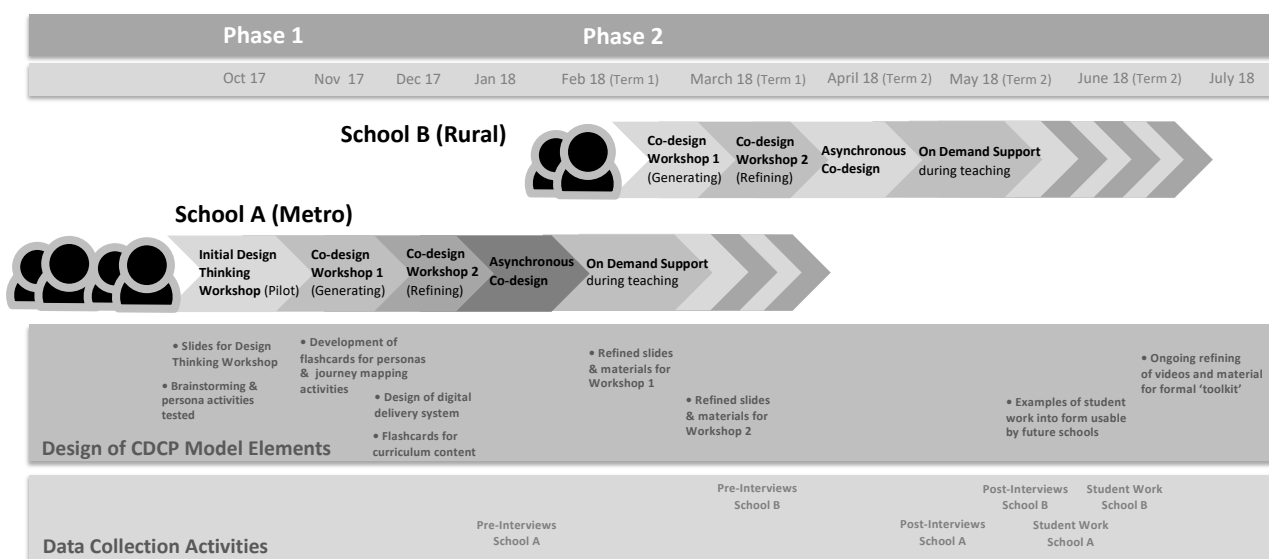 Phase 1
Phase 2
Oct 17
Nov 17
Dec 17
Jan 18
Feb 18 (Term 1)
March 18 (Term 1)
April 18 (Term 2)
May 18 (Term 2)
June 18 (Term 2)
July 18
School B (Rural)
Co-design
Workshop 1
(Generating)
Co-design
Workshop 2
(Refining)
Asynchronous
Co-design
On Demand Support
during teaching
School A (Metro)
Initial Design
Thinking
Workshop (Pilot)
Co-design
Workshop 1
(Generating)
Co-design
Workshop 2
(Refining)
Asynchronous
Co-design
On Demand Support
during teaching
• Slides for Design
Thinking Workshop
• Brainstorming &
persona activities
tested
• Development of
flashcards for personas
& journey mapping
activities
• Design of digital
delivery system
• Flashcards for
curriculum content
• Refined slides
& materials for
Workshop 1
• Refined slides
& materials for
Workshop 2
• Examples of student
work into form usable
by future schools
• Ongoing refining
of videos and material
for formal ‘toolkit’
Design of CDCP Model Elements
Pre-Interviews
School A
Pre-Interviews
School B
Post-Interviews
School A
Post-Interviews
School B
Student Work
School A
Student Work
School B
Data Collection Activities